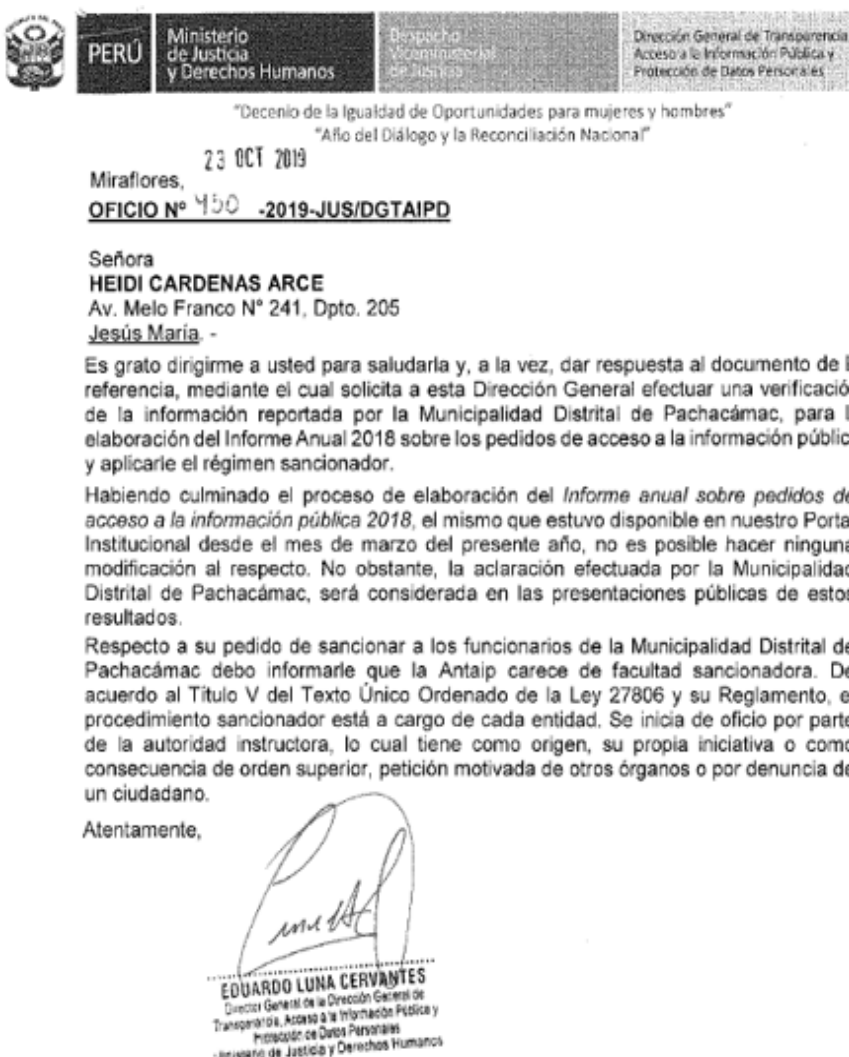 PERÚ
Ministerio
de Justicia
y Derechos Humanos
Despacho
Viceministerial
de Justicia
Dirección General de Transparencia
Acceso a la Información Pública y
Protección de Datos Personales
"Decenio de la Igualdad de Oportunidades para mujeres y hombres"
"Año del Diálogo y la Reconciliación Nacional"
23 OCT 2019
Miraflores,
OFICIO Nº 450 -2019-JUS/DGTAIPD
Señora
HEIDI CARDENAS ARCE
Av. Melo Franco N° 241, Dpto. 205
Jesús María. -
Es grato dirigirme a usted para saludarla y, a la vez, dar respuesta al documento de
referencia, mediante el cual solicita a esta Dirección General efectuar una verificació
de la información reportada por la Municipalidad Distrital de Pachacámac, para l
elaboración del Informe Anual 2018 sobre los pedidos de acceso a la información públic
y aplicarle el régimen sancionador.
Habiendo culminado el proceso de elaboración del Informe anual sobre pedidos de
acceso a la información pública 2018, el mismo que estuvo disponible en nuestro Porta
Institucional desde el mes de marzo del presente año, no es posible hacer ninguna
modificación al respecto. No obstante, la aclaración efectuada por la Municipalidad
Distrital de Pachacámac, será considerada en las presentaciones públicas de estos
resultados.
Respecto a su pedido de sancionar a los funcionarios de la Municipalidad Distrital de
Pachacámac debo informarle que la Antaip carece de facultad sancionadora. De
acuerdo al Título V del Texto Único Ordenado de la Ley 27806 y su Reglamento, e
procedimiento sancionador está a cargo de cada entidad. Se inicia de oficio por parte
de la autoridad instructora, lo cual tiene como origen, su propia iniciativa o como
consecuencia de orden superior, petición motivada de otros órganos o por denuncia de
un ciudadano.
Atentamente,
EDUARDO LUNA CERVANTES
Director General de la Dirección General de
Transparencia, Acceso a la Información Pública y
Protección de Datos Personales
Ministerio de Justicia y Derechos Humanos